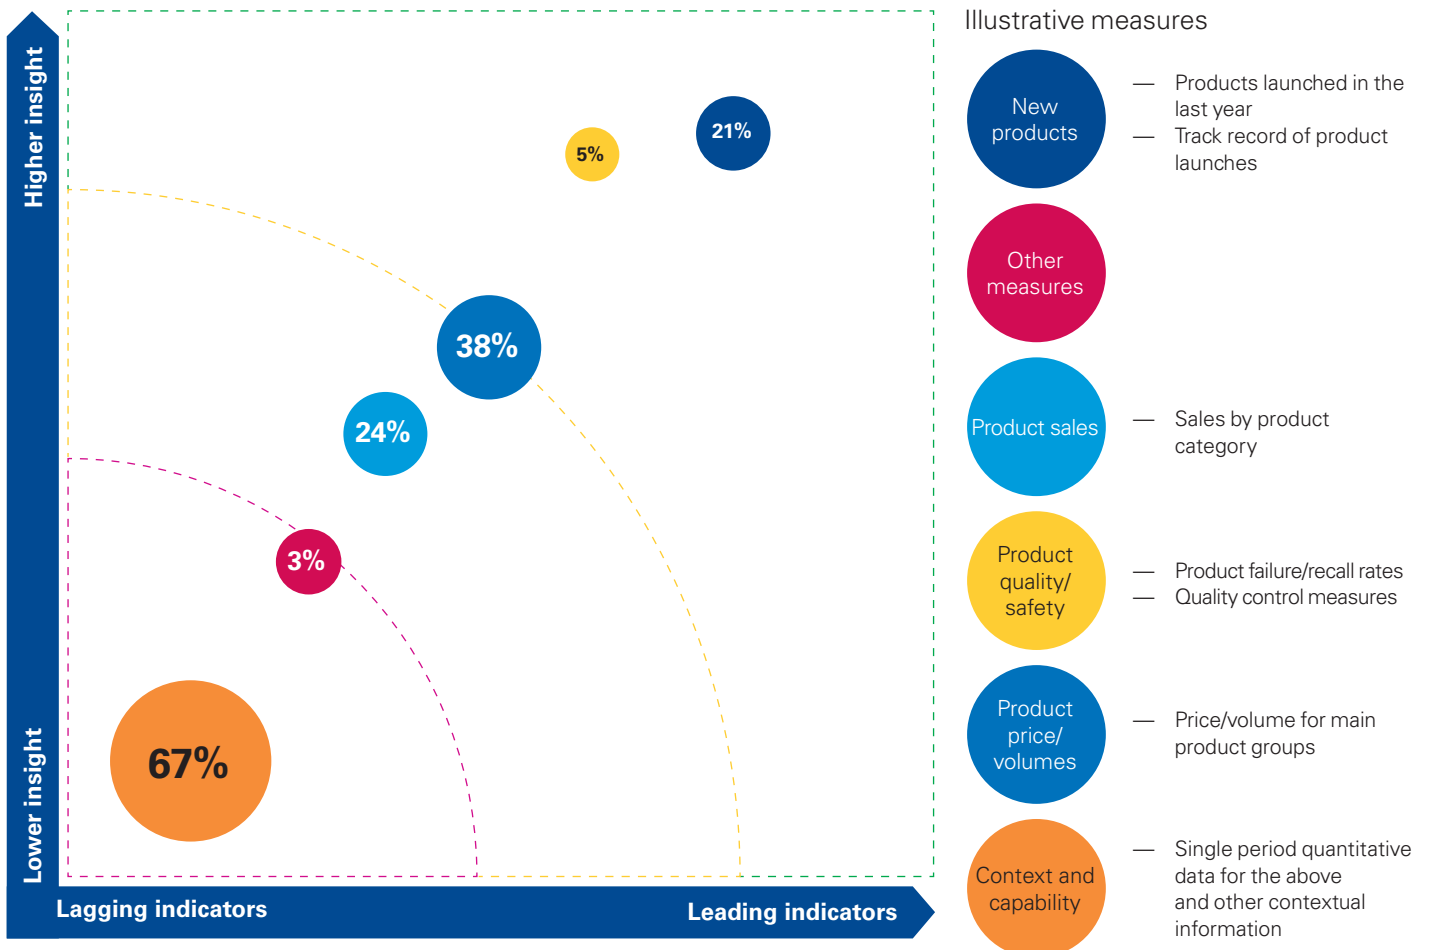 Higher insight
Lower insight
21%
5%
38%
24%
3%
67%
Lagging indicators
Leading indicators
Illustrative measures
New
products
— Products launched in the
last year
— Track record of product
launches
Other
measures
Product sales
— Sales by product
category
Product
quality/
safety
— Product failure/recall rates
— Quality control measures
Product
price/
volumes
— Price/volume for main
product groups
Context and
capability
— Single period quantitative
data for the above
and other contextual
information